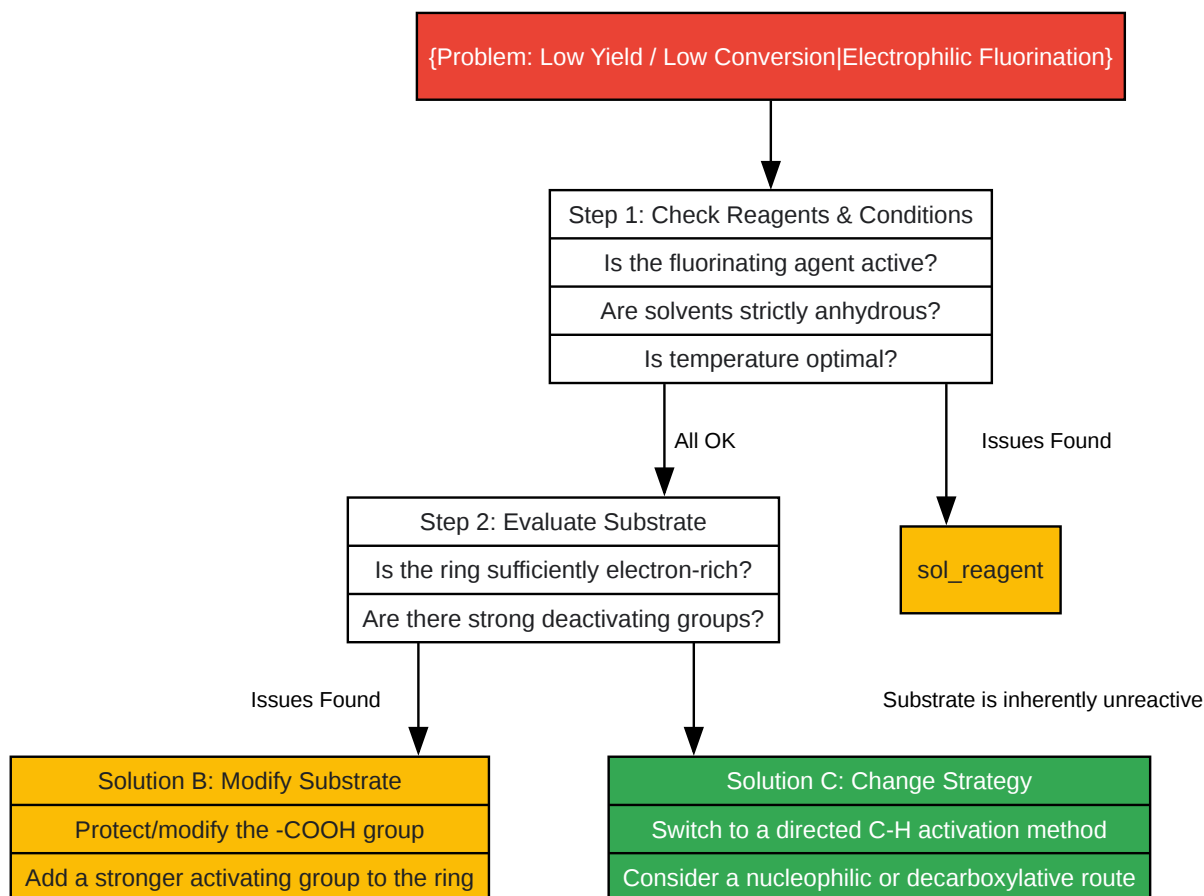 {Problem: Low Yield / Low Conversion|Electrophilic Fluorination}
Step 1: Check Reagents & Conditions
Is the fluorinating agent active?
Are solvents strictly anhydrous?
Is temperature optimal?
All OK
Issues Found
Step 2: Evaluate Substrate
Is the ring sufficiently electron-rich?
Are there strong deactivating groups?
sol_reagent
Issues Found
Substrate is inherently unreactive
Solution B: Modify Substrate
Protect/modify the -COOH group
Add a stronger activating group to the ring
Solution C: Change Strategy
Switch to a directed C-H activation method
Consider a nucleophilic or decarboxylative route